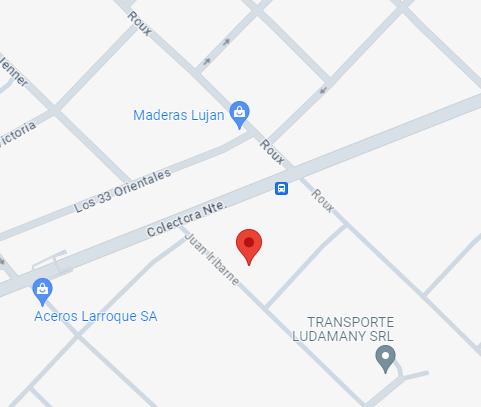 Roux
Jenner
Maderas Lujan
Victoria
Roux
Los 33 Orientales
Roux
Colectora Nte.
Juan Iribarne
Aceros Larroque SA
TRANSPORTE
LUDAMANY SRL